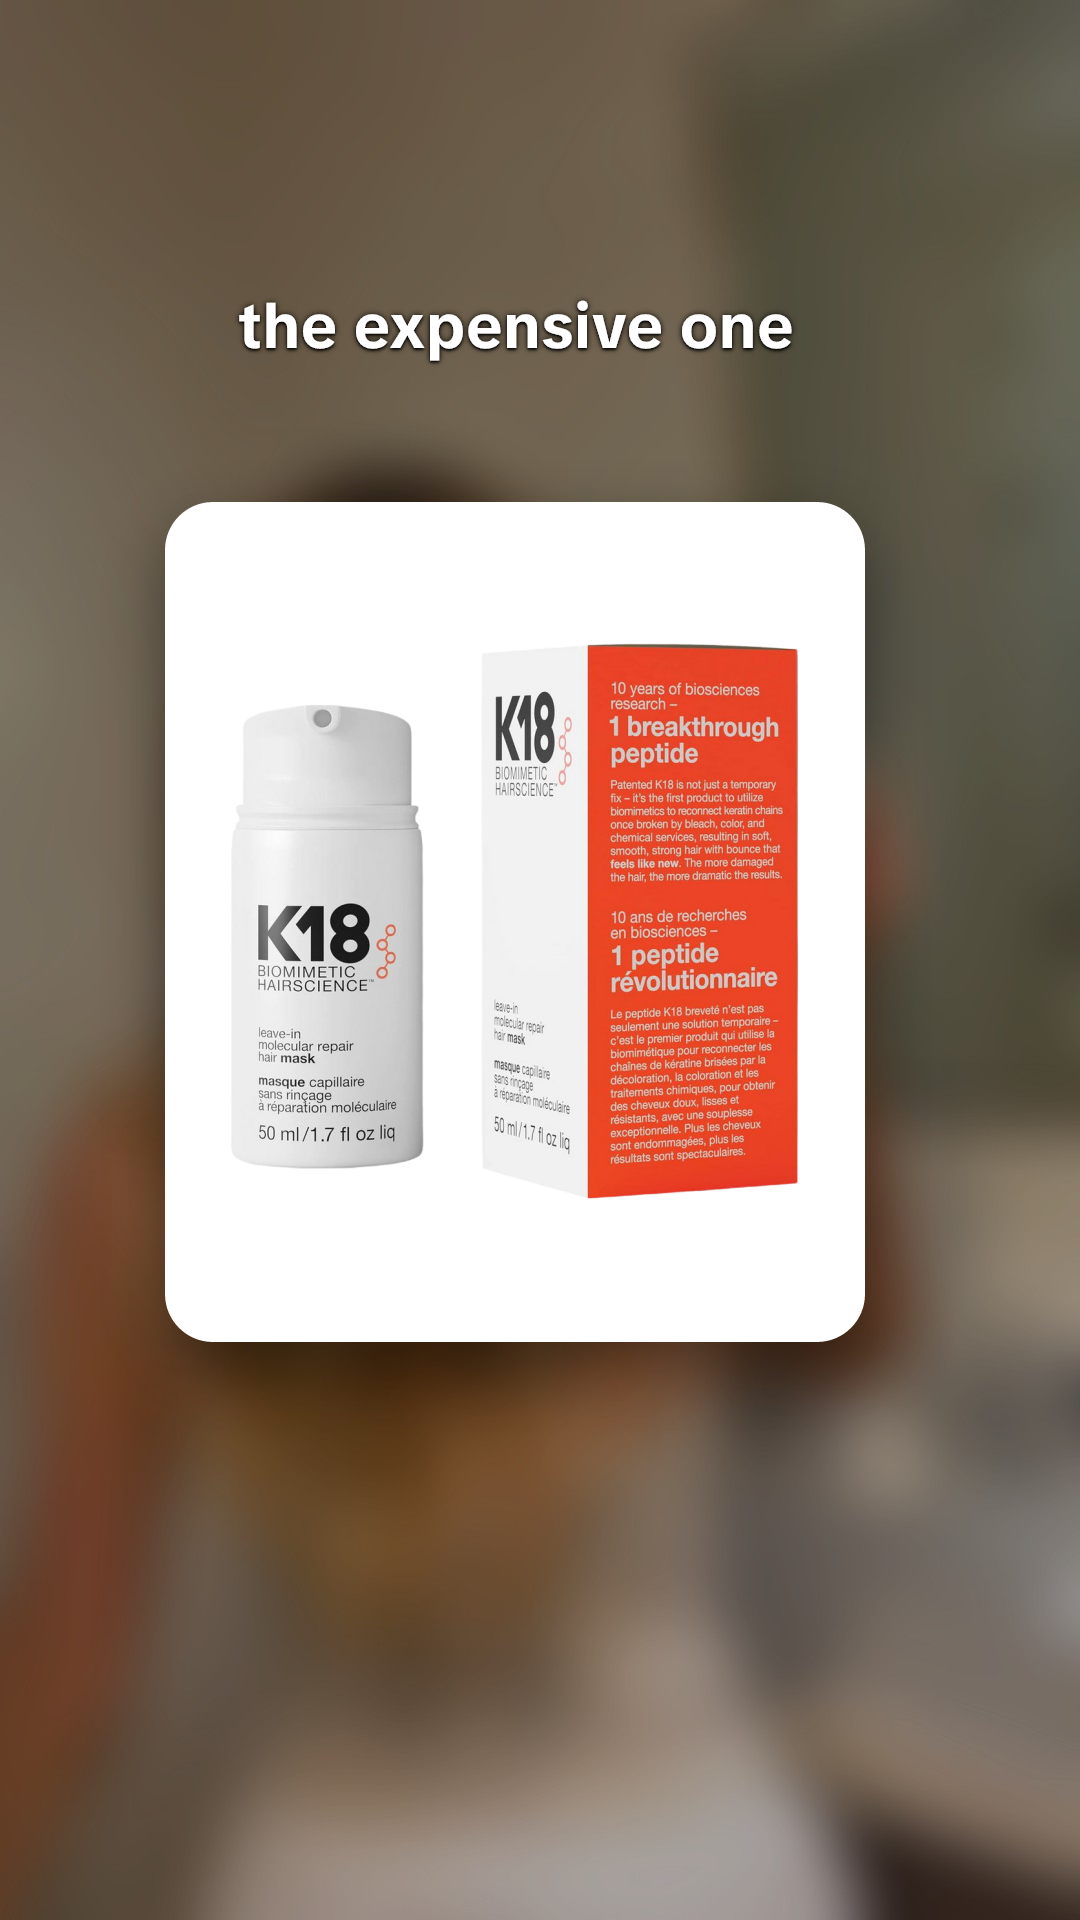 the expensive one
K18
BIOMIMETIC
HAIRSCIENCE™
leave-in
molecular repair
hair mask
masque capillaire
sans rinçage
à réparation moléculaire
50 ml/1.7 fl oz liq
K18
BIOMIMETIC
HAIRSCIENCE™
leave-in
molecular repair
hair mask
masque capillaire
sans rinçage
à réparation moléculaire
50 ml/1.7 fl oz liq
10 years of biosciences
research –
1 breakthrough
peptide
Patented K18 is not just a temporary
fix – it's the first product to utilize
biomimetics to reconnect keratin chains
once broken by bleach, color, and
chemical services, resulting in soft,
smooth, strong hair with bounce that
feels like new. The more damaged
the hair, the more dramatic the results.
10 ans de recherches
en biosciences –
1 peptide
révolutionnaire
Le peptide K18 breveté n'est pas
seulement une solution temporaire –
c'est le premier produit qui utilise la
biomimétique pour reconnecter les
chaînes de kératine brisées par la
décoloration, la coloration et les
traitements chimiques, pour obtenir
des cheveux doux, lisses et
résistants, avec une souplesse
exceptionnelle. Plus les cheveux
sont endommagées, plus les
résultats sont spectaculaires.